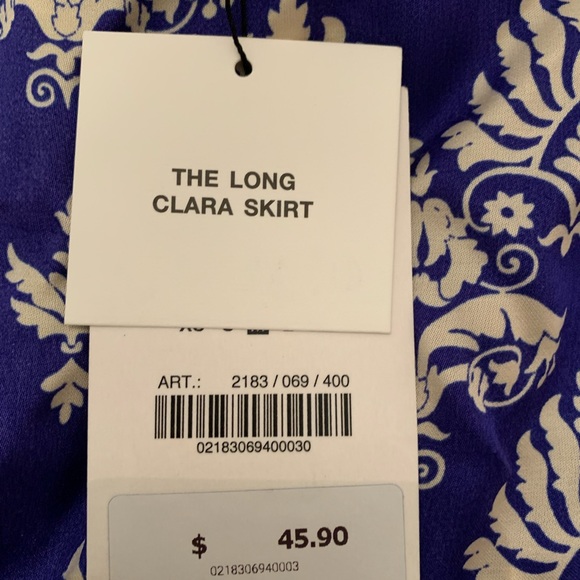 THE LONG
CLARA SKIRT
ART.: 2183 / 069 / 400
02183069400030
$ 45.90
0218306940003